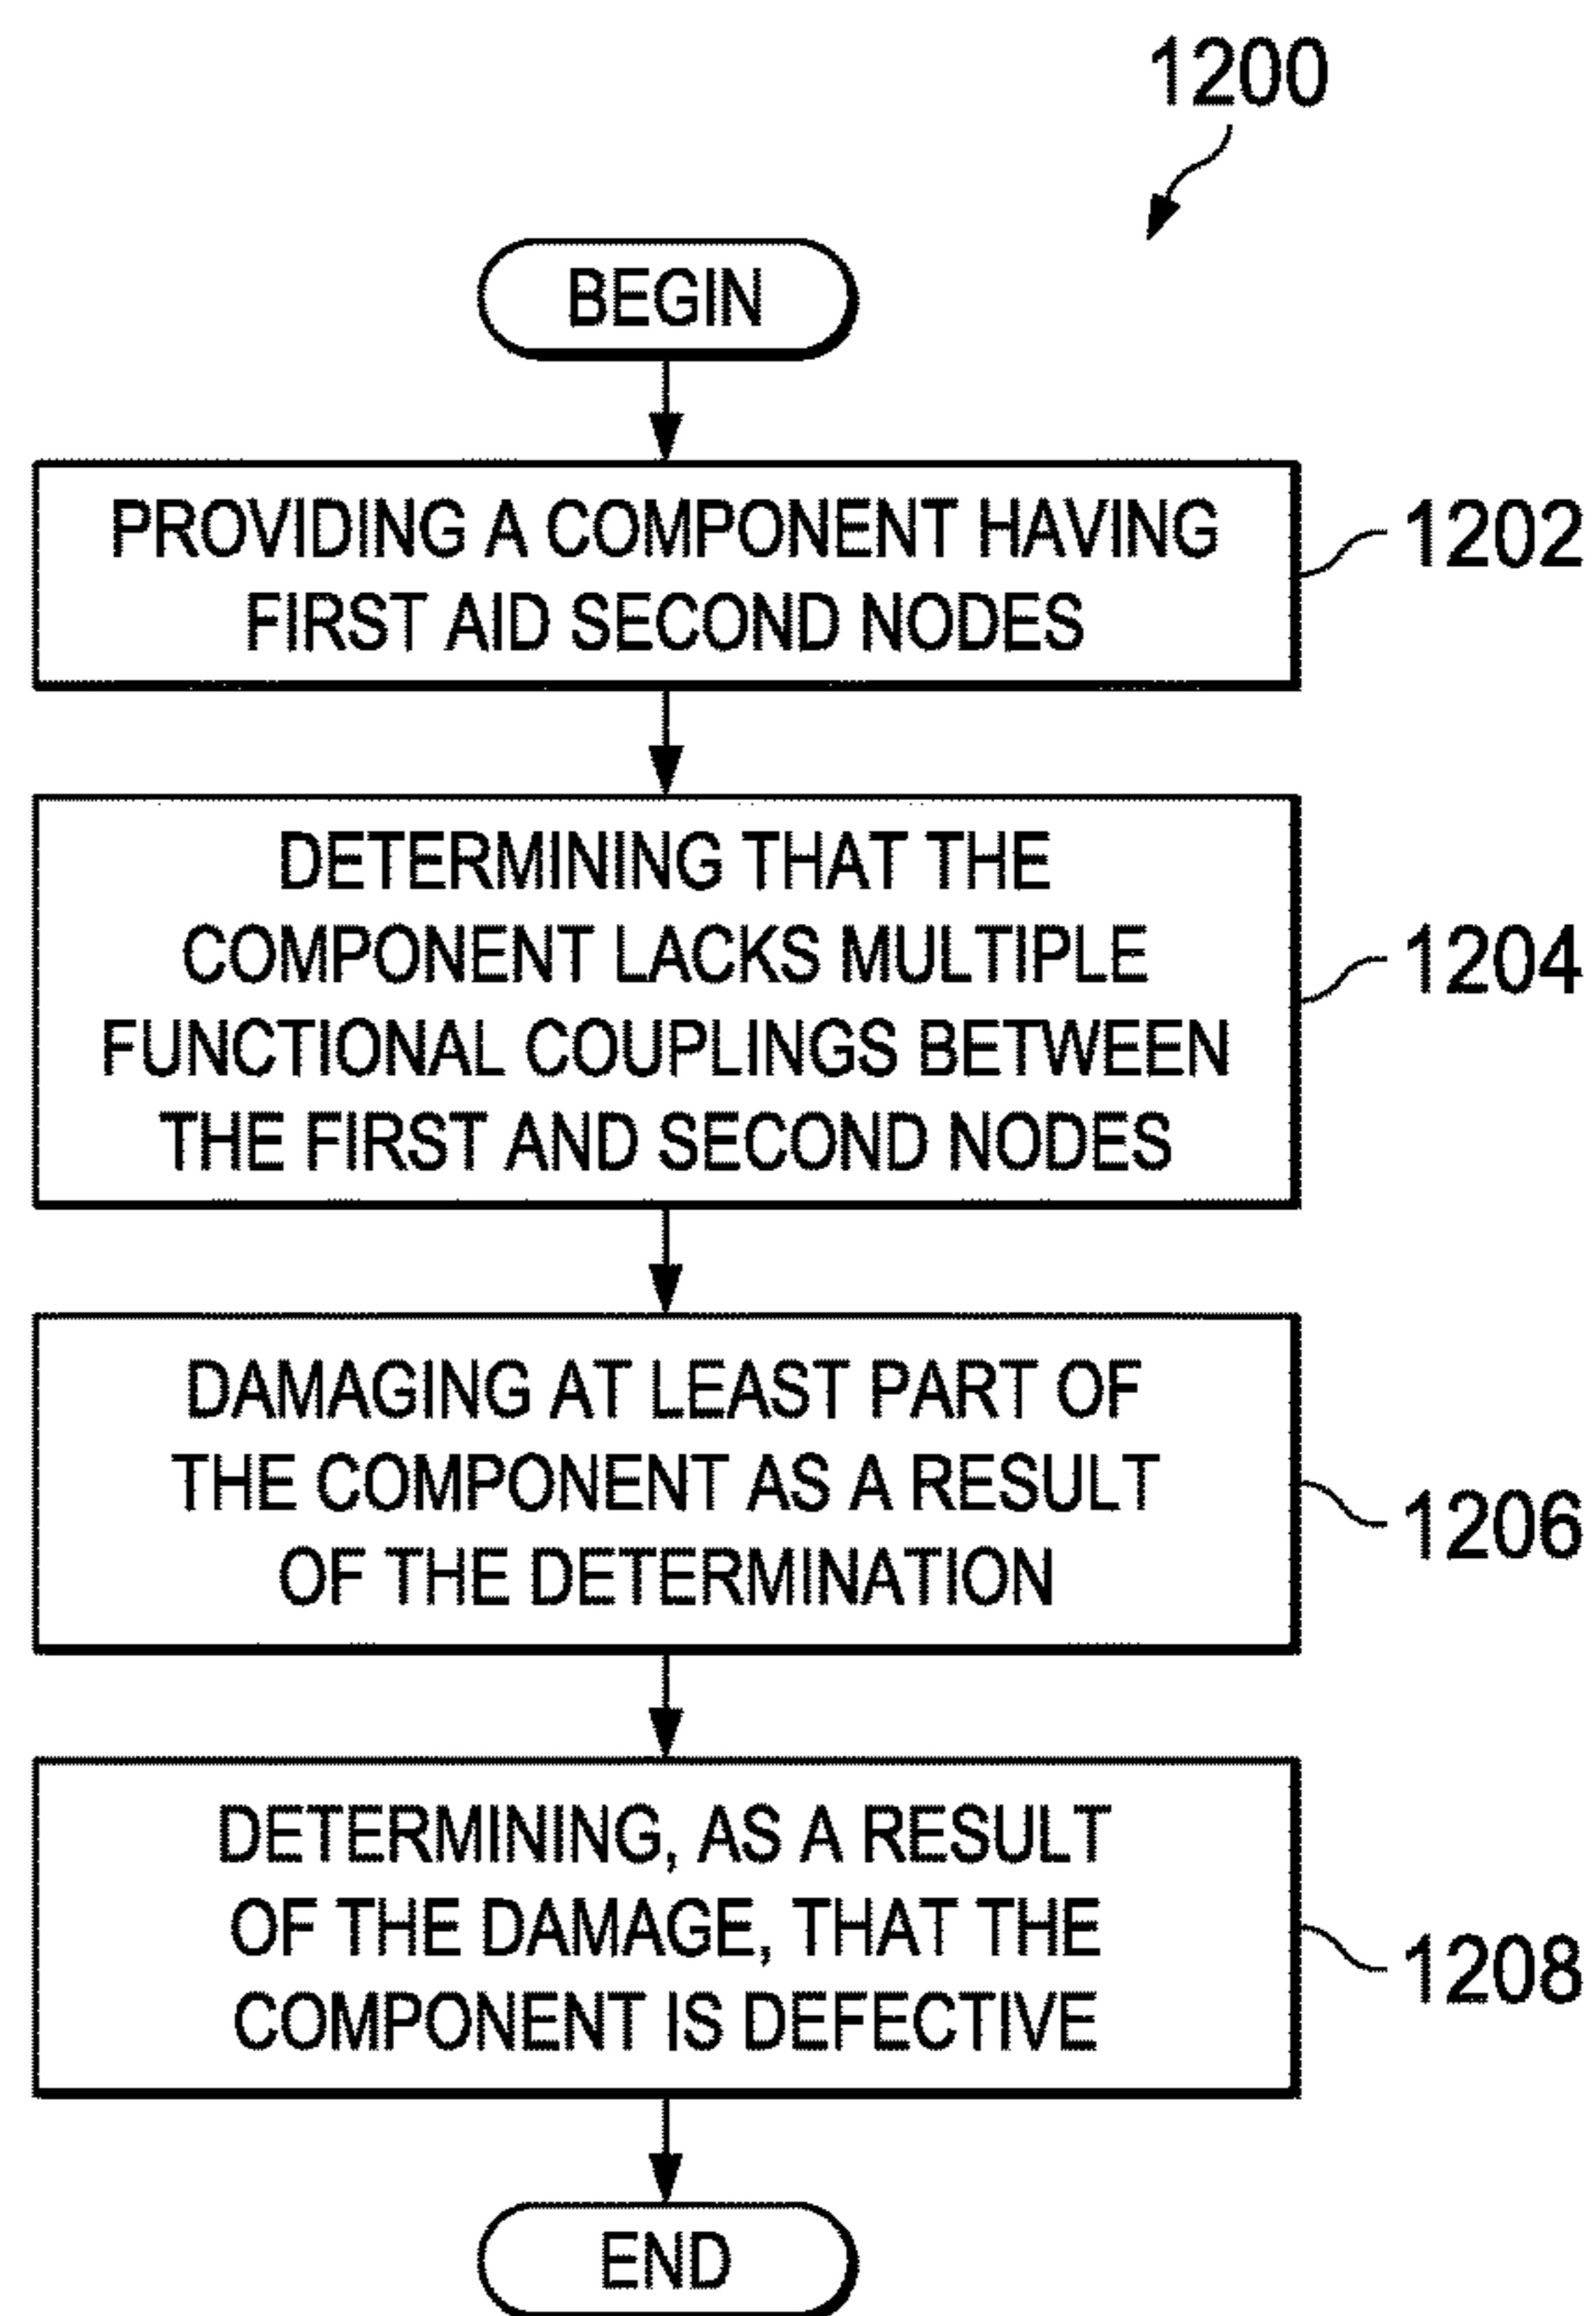 1200
BEGIN
PROVIDING A COMPONENT HAVING
FIRST AID SECOND NODES
1202
DETERMINING THAT THE
COMPONENT LACKS MULTIPLE
FUNCTIONAL COUPLINGS BETWEEN
THE FIRST AND SECOND NODES
1204
DAMAGING AT LEAST PART OF
THE COMPONENT AS A RESULT
OF THE DETERMINATION
1206
DETERMINING, AS A RESULT
OF THE DAMAGE, THAT THE
COMPONENT IS DEFECTIVE
1208
END